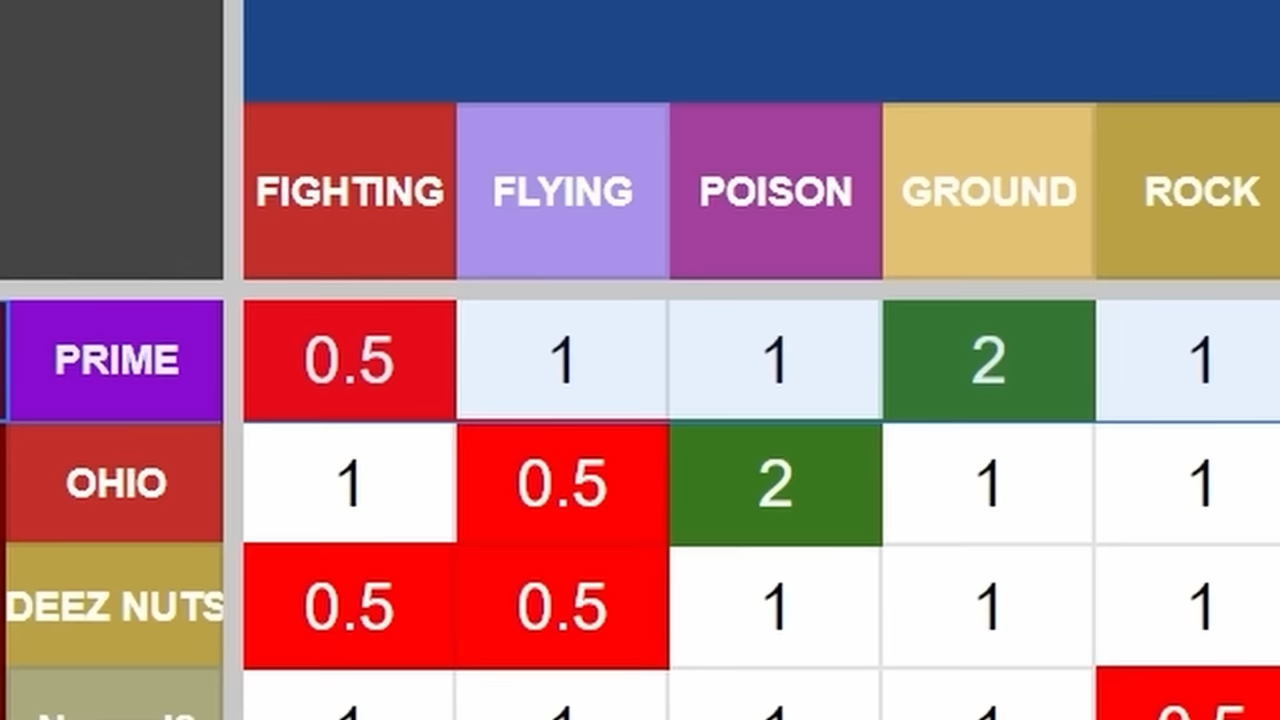 FIGHTING FLYING POISON GROUND ROCK
PRIME 0.5 1 1 2 1
OHIO 1 0.5 2 1 1
DEEZ NUTS 0.5 0.5 1 1 1
1 1 1 1 0.5